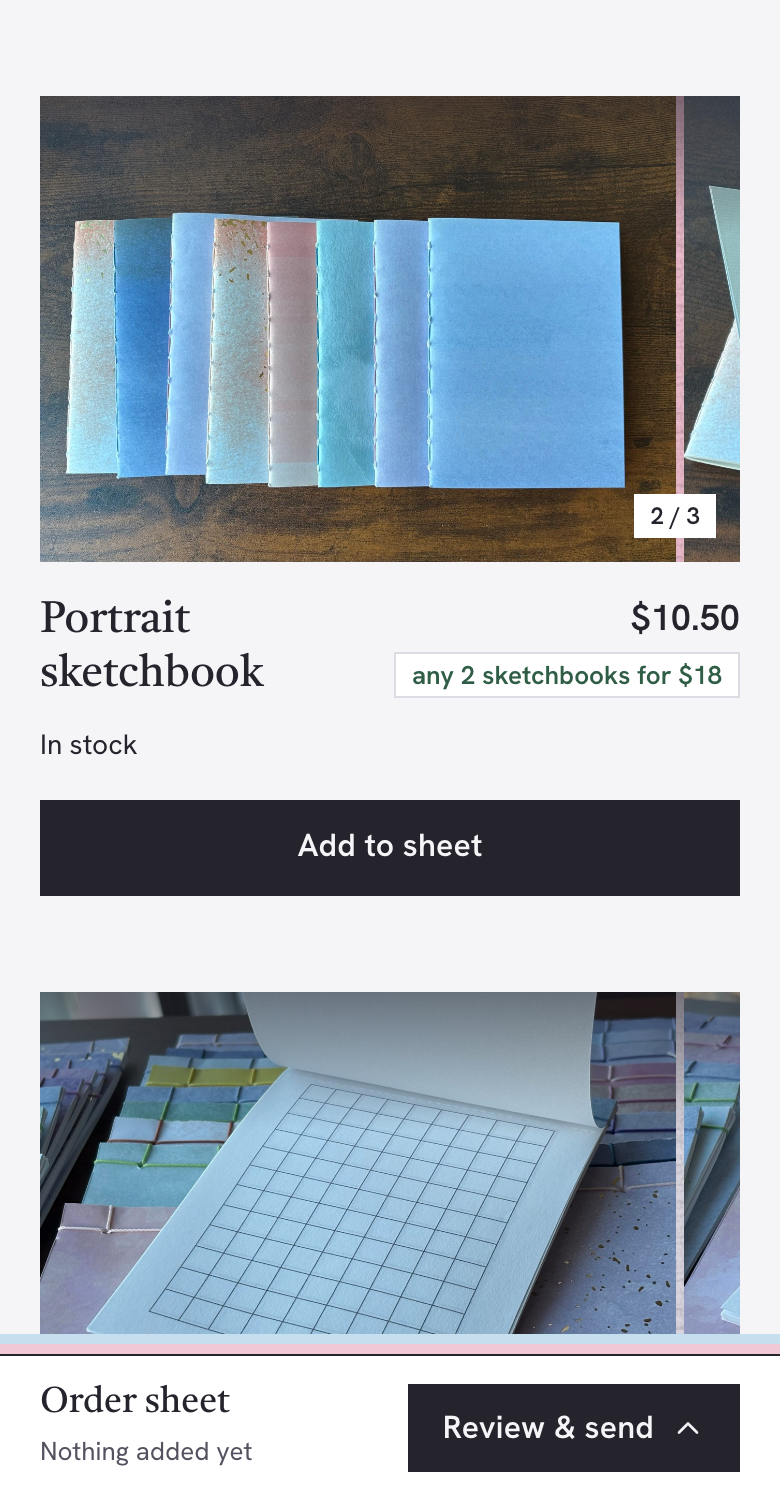 2 / 3
Portrait
sketchbook
$10.50
any 2 sketchbooks for $18
In stock
Add to sheet
Order sheet
Nothing added yet
Review & send